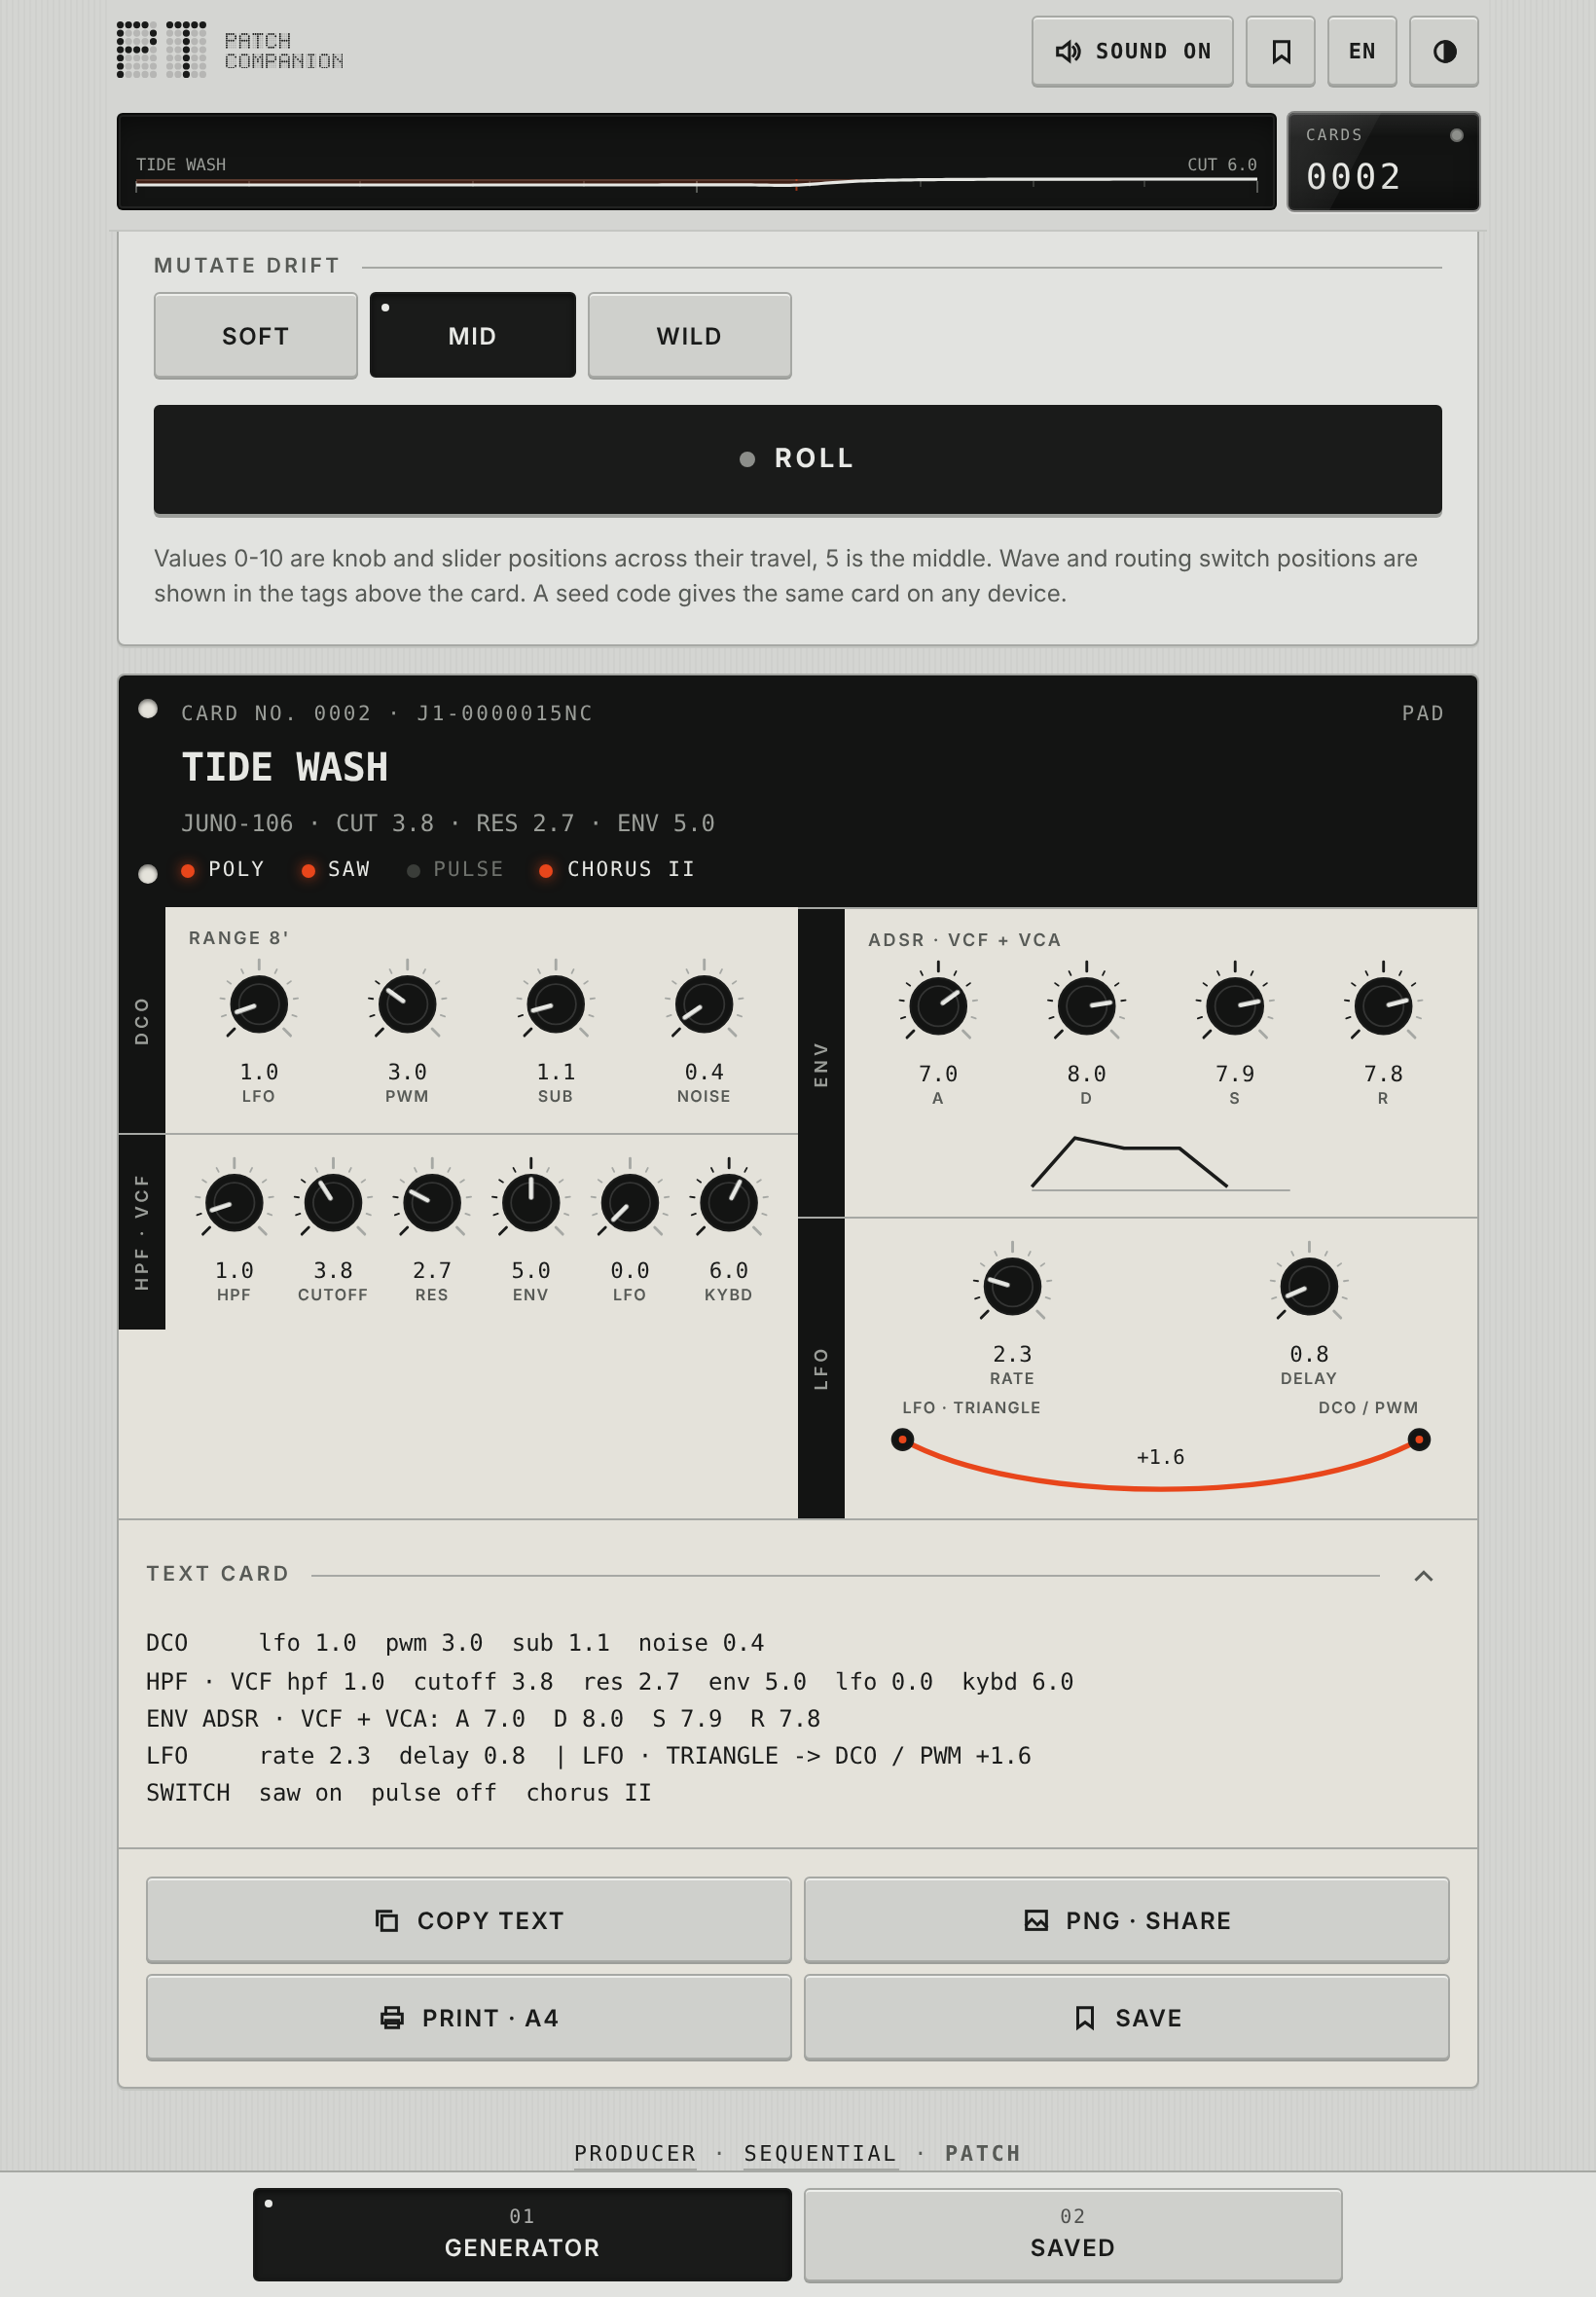 PT
PATCH
COMPANION
SOUND ON
EN
TIDE WASH
CUT 6.0
CARDS
0002
MUTATE DRIFT
SOFT
MID
WILD
ROLL
Values 0-10 are knob and slider positions across their travel, 5 is the middle. Wave and routing switch positions are
shown in the tags above the card. A seed code gives the same card on any device.
CARD NO. 0002 · J1-0000015NC
PAD
TIDE WASH
JUNO-106 · CUT 3.8 · RES 2.7 · ENV 5.0
POLY SAW PULSE CHORUS II
DCO
RANGE 8'
1.0 3.0 1.1 0.4
LFO PWM SUB NOISE
HPF · VCF
1.0 3.8 2.7 5.0 0.0 6.0
HPF CUTOFF RES ENV LFO KYBD
ENV
ADSR · VCF + VCA
7.0 8.0 7.9 7.8
A D S R
LFO
2.3 0.8
RATE DELAY
LFO · TRIANGLE DCO / PWM
+1.6
TEXT CARD
DCO lfo 1.0 pwm 3.0 sub 1.1 noise 0.4
HPF · VCF hpf 1.0 cutoff 3.8 res 2.7 env 5.0 lfo 0.0 kybd 6.0
ENV ADSR · VCF + VCA: A 7.0 D 8.0 S 7.9 R 7.8
LFO rate 2.3 delay 0.8 | LFO · TRIANGLE -> DCO / PWM +1.6
SWITCH saw on pulse off chorus II
COPY TEXT
PNG · SHARE
PRINT · A4
SAVE
PRODUCER · SEQUENTIAL · PATCH
01
GENERATOR
02
SAVED